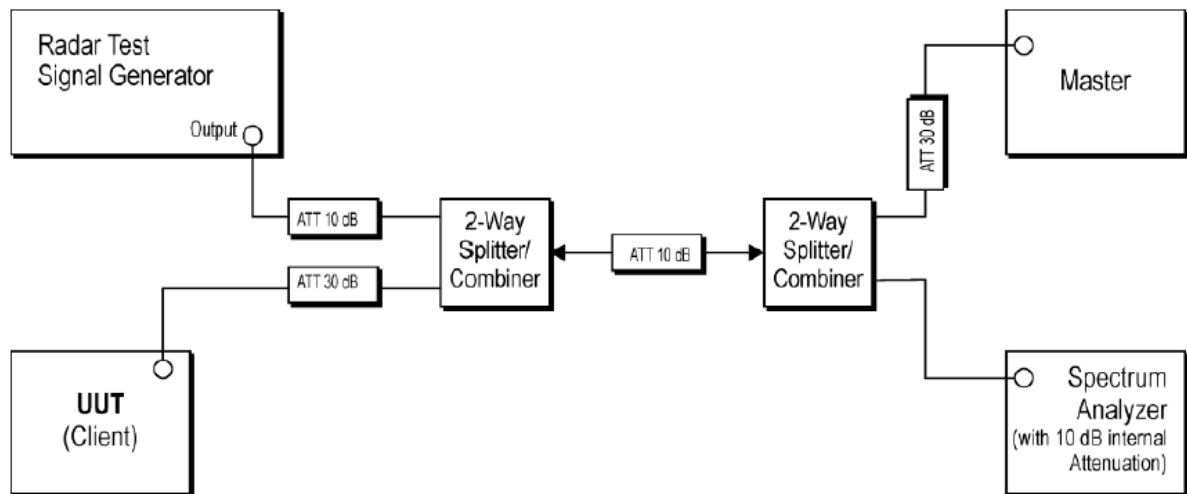 Radar Test
Signal Generator
Output
ATT 10 dB
ATT 30 dB
2-Way
Splitter/
Combiner
ATT 10 dB
2-Way
Splitter/
Combiner
ATT 30 dB
Master
UUT
(Client)
Spectrum
Analyzer
(with 10 dB internal
Attenuation)